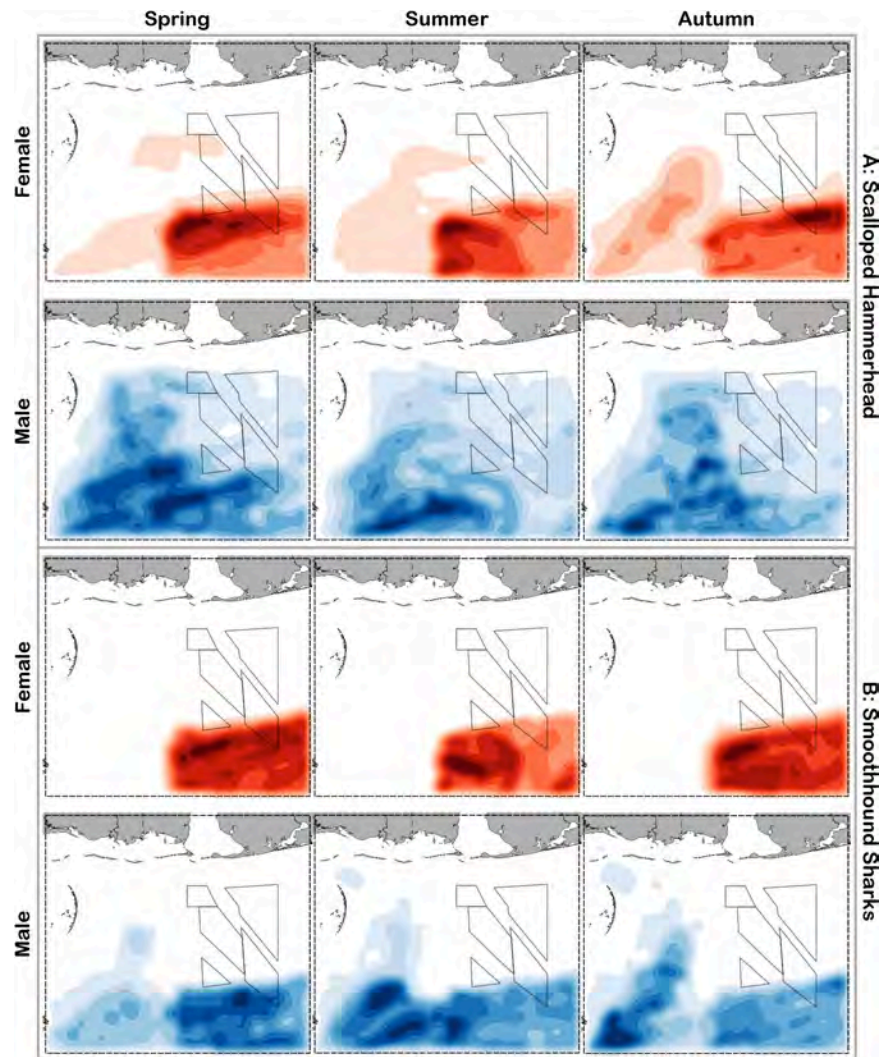 Spring Summer Autumn
Female
A: Scalloped Hammerhead
Male
Female
B: Smoothhound Sharks
Male